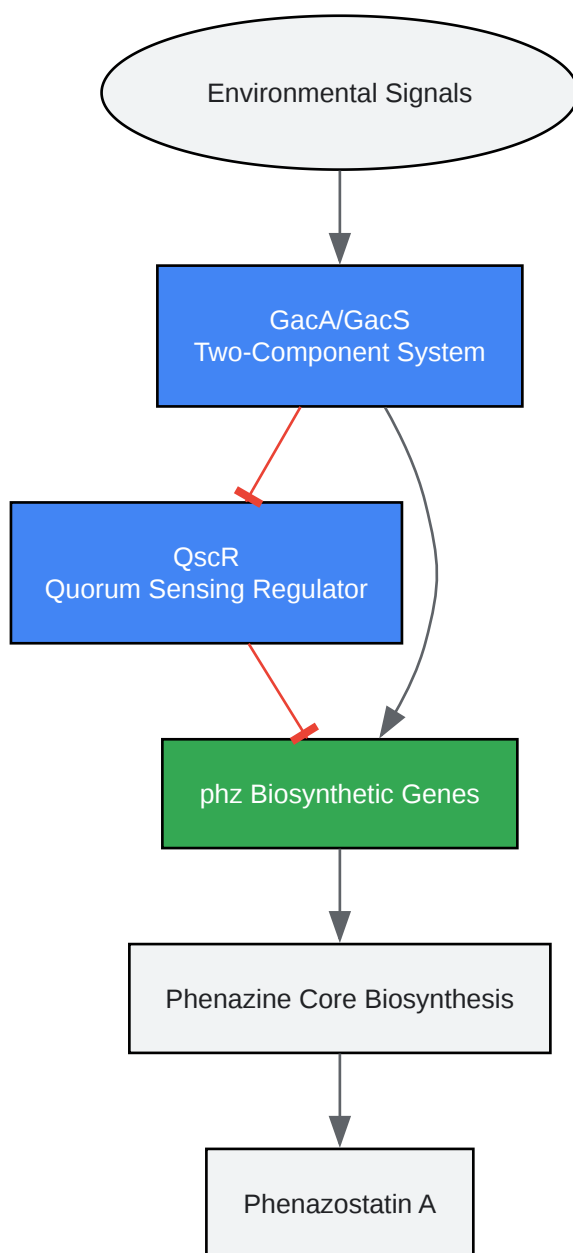 Environmental Signals
GacA/GacS
Two-Component System
QscR
Quorum Sensing Regulator
phz Biosynthetic Genes
Phenazine Core Biosynthesis
Phenazostatin A